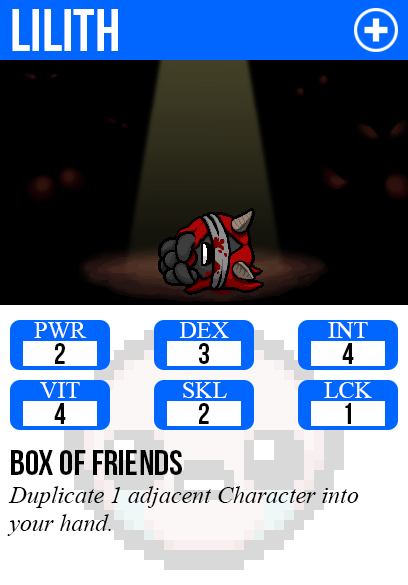 LILITH
PWR DEX INT
2 3 4
VIT SKL LCK
4 2 1
BOX OF FRIENDS
Duplicate 1 adjacent Character into
your hand.